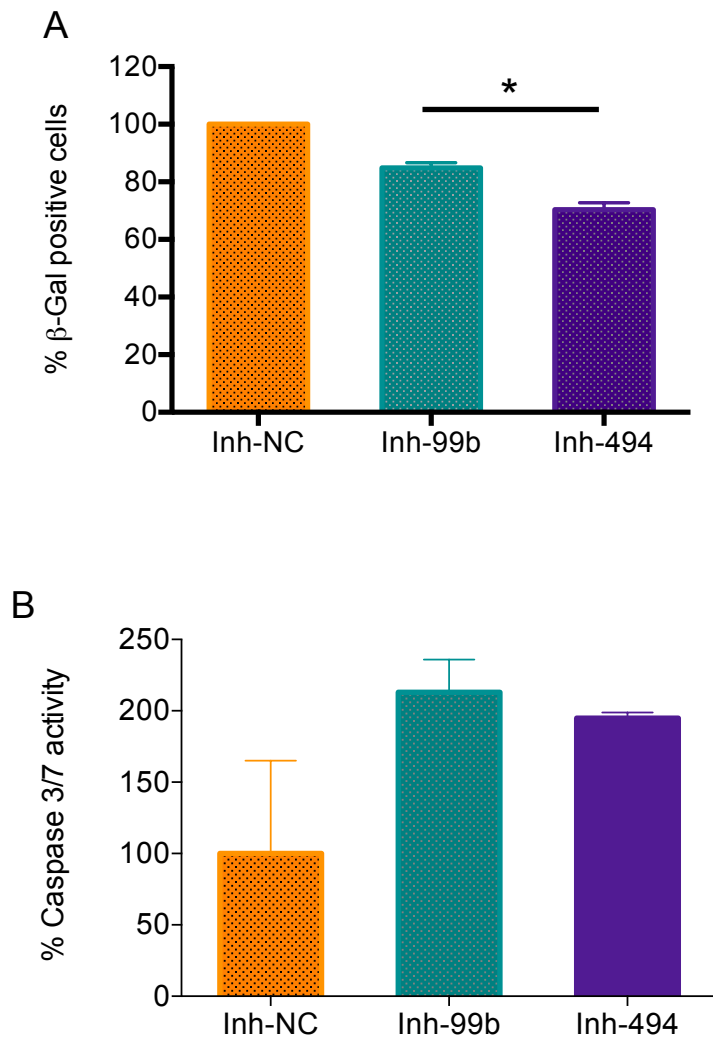 A
% β-Gal positive cells
120
100
80
60
40
20
0
*
Inh-NC Inh-99b Inh-494
B
% Caspase 3/7 activity
250
200
150
100
50
0
Inh-NC Inh-99b Inh-494